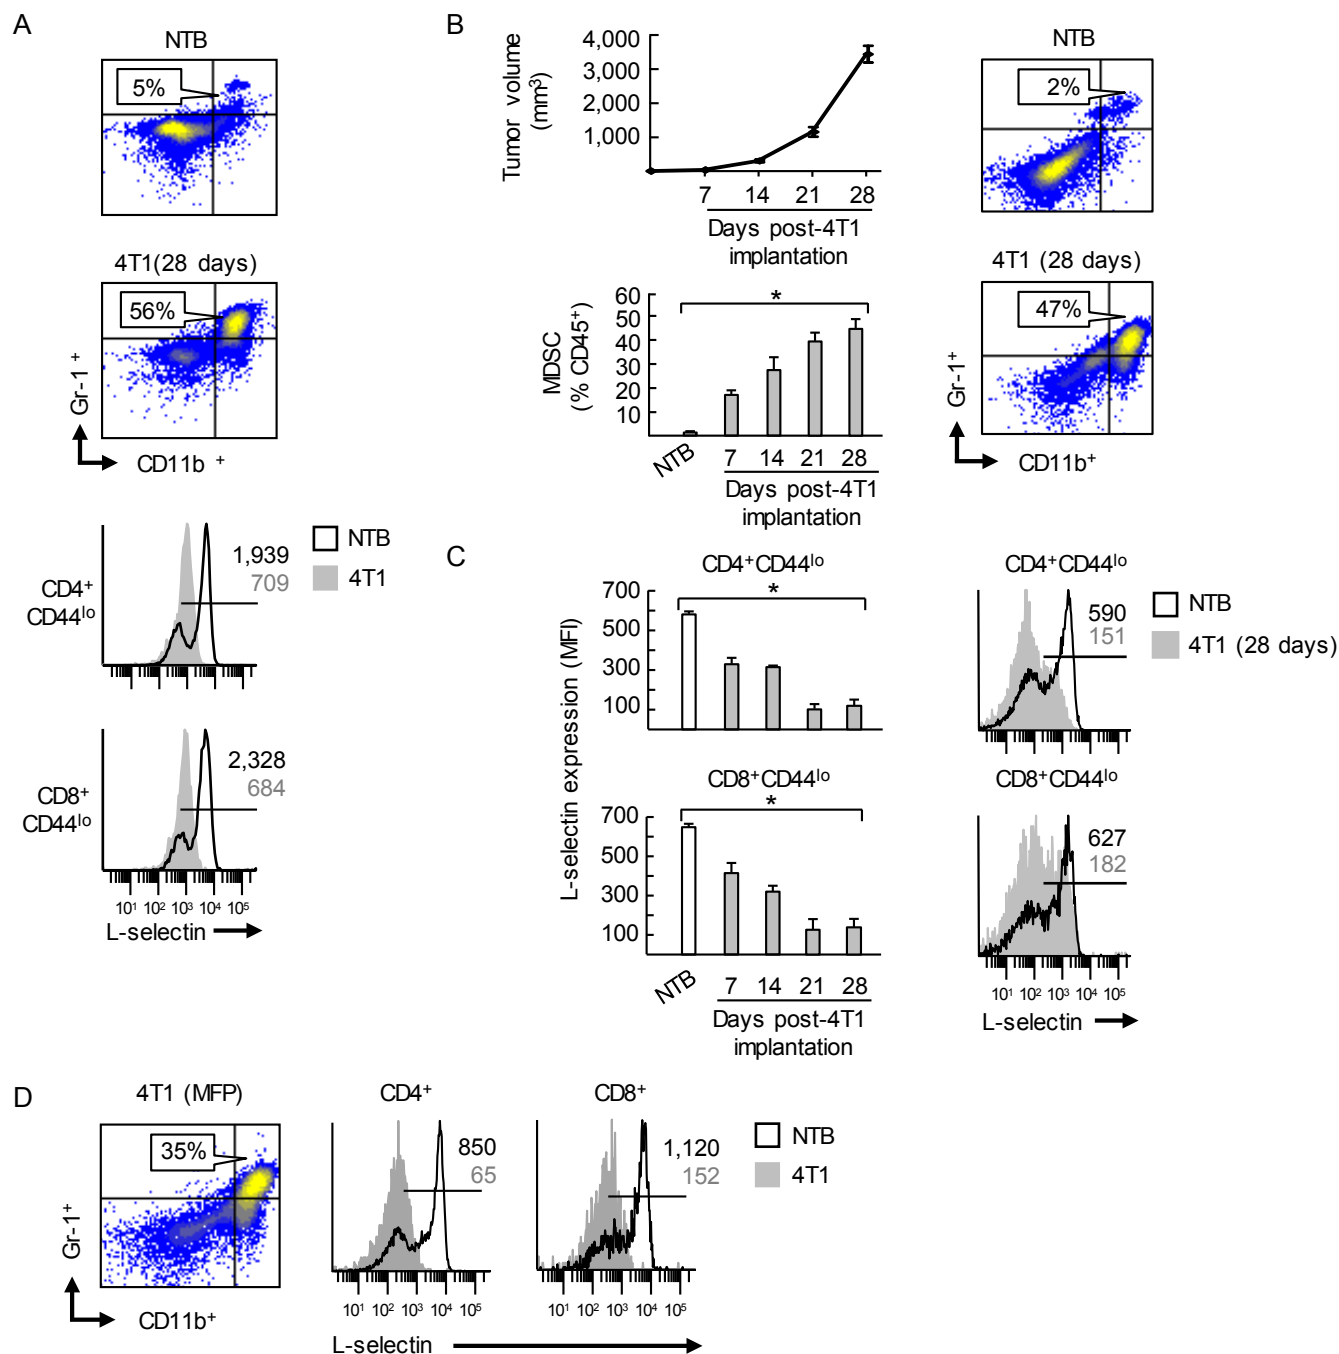 A
NTB
5%
4T1(28 days)
56%
Gr-1 +
CD11b +
NTB
4T1
CD4+
CD44lo
1,939
709
CD8+
CD44lo
2,328
684
10¹ 10² 10³ 10⁴ 10⁵
L-selectin
B
Tumor volume
(mm³)
4,000
3,000
2,000
1,000
7 14 21 28
Days post-4T1
implantation
MDSC
(% CD45+)
60
50
40
30
20
10
*
NTB 7 14 21 28
Days post-4T1
implantation
NTB
2%
4T1 (28 days)
47%
Gr-1+
CD11b+
C
L-selectin expression (MFI)
CD4+CD44lo
700
500
300
100
*
CD8+CD44lo
700
500
300
100
*
NTB 7 14 21 28
Days post-4T1
implantation
CD4+CD44lo
590
151
NTB
4T1 (28 days)
CD8+CD44lo
627
182
10¹ 10² 10³ 10⁴ 10⁵
L-selectin
D
4T1 (MFP)
35%
Gr-1+
CD11b+
CD4+
850
65
10¹ 10² 10³ 10⁴ 10⁵
CD8+
1,120
152
10¹ 10² 10³ 10⁴ 10⁵
NTB
4T1
L-selectin